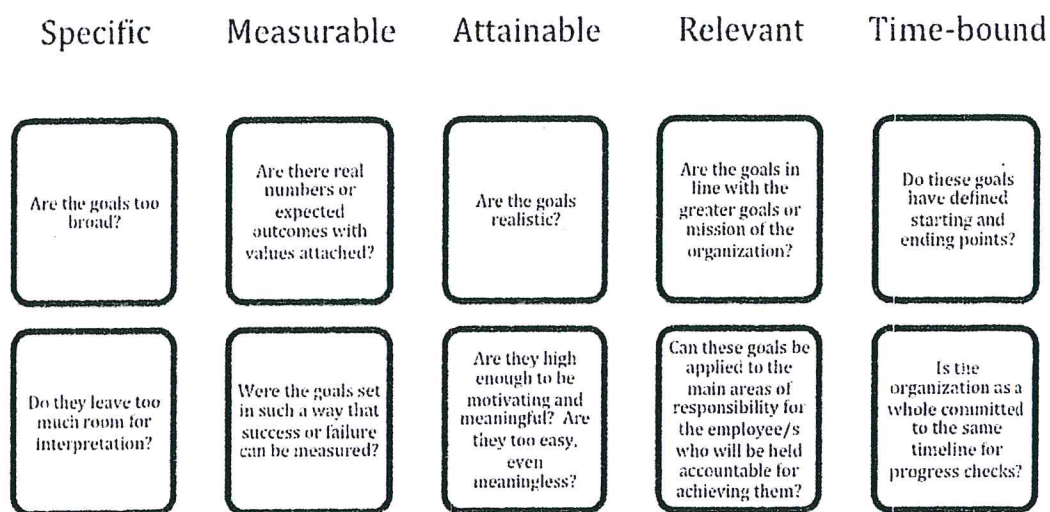 Specific Measurable Attainable Relevant Time-bound
Are the goals too
broad?
Are there real
numbers or
expected
outcomes with
values attached?
Are the goals
realistic?
Are the goals in
line with the
greater goals or
mission of the
organization?
Do these goals
have defined
starting and
ending points?
Do they leave too
much room for
interpretation?
Were the goals set
in such a way that
success or failure
can be measured?
Are they high
enough to be
motivating and
meaningful? Are
they too easy,
even
meaningless?
Can these goals be
applied to the
main areas of
responsibility for
the employee/s
who will be held
accountable for
achieving them?
Is the
organization as a
whole committed
to the same
timeline for
progress checks?